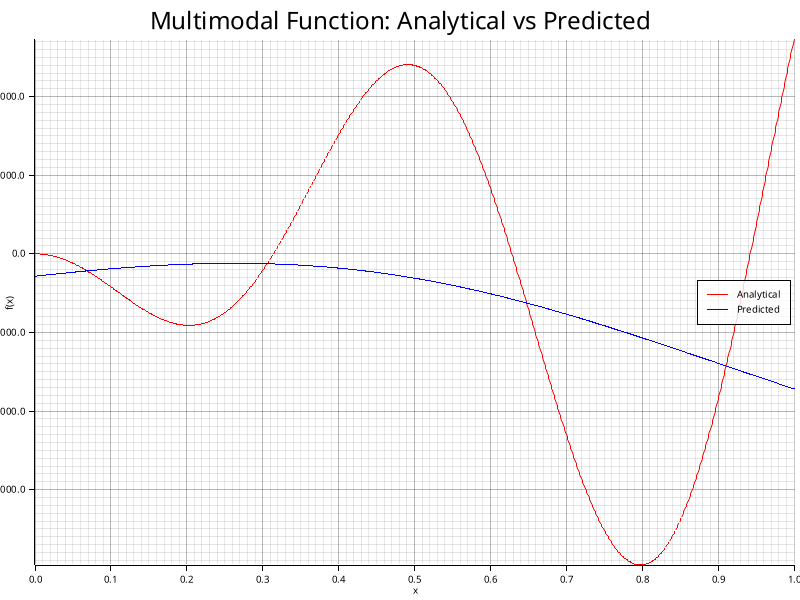 Multimodal Function: Analytical vs Predicted
000.0
000.0
0.0
000.0
000.0
000.0
f(x)
Analytical
Predicted
0.0 0.1 0.2 0.3 0.4 0.5 0.6 0.7 0.8 0.9 1.0
x